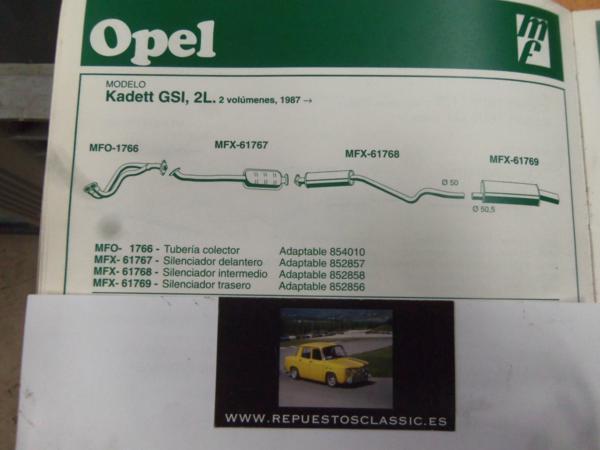 Opel
mf
MODELO
Kadett GSI, 2L. 2 volúmenes, 1987 →
MFO-1766
MFX-61767
MFX-61768
MFX-61769
Ø 50
Ø 50,5
MFO- 1766 - Tubería colector Adaptable 854010
MFX- 61767 - Silenciador delantero Adaptable 852857
MFX- 61768 - Silenciador intermedio Adaptable 852858
MFX- 61769 - Silenciador trasero Adaptable 852856
WWW.REPUESTOSCLASSIC.ES